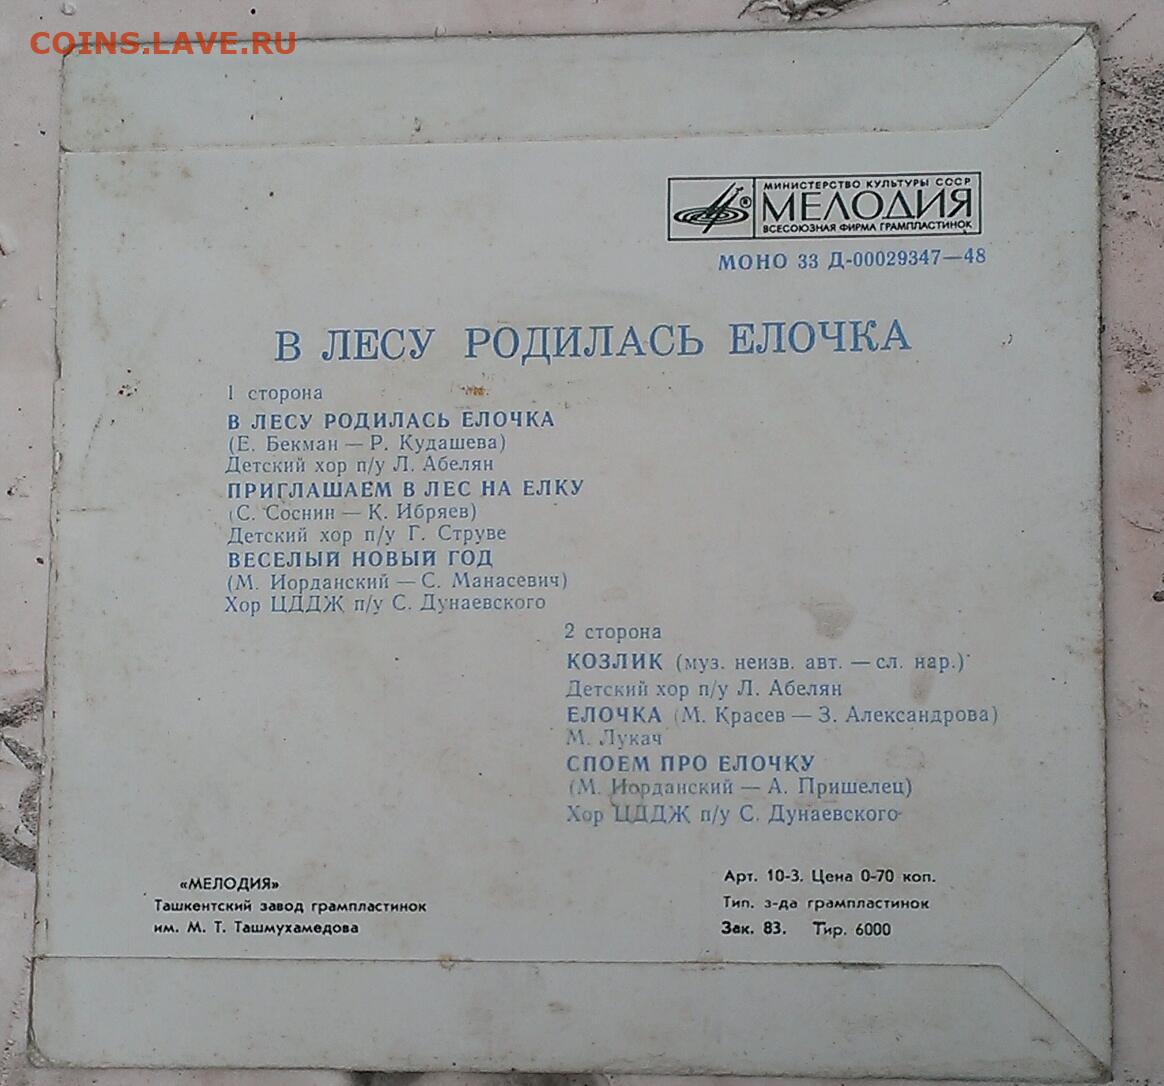 COINS.LAVE.RU
МИНИСТЕРСТВО КУЛЬТУРЫ СССР
® МЕЛОДИЯ
ВСЕСОЮЗНАЯ ФИРМА ГРАМПЛАСТИНОК
МОНО 33 Д-00029347—48
В ЛЕСУ РОДИЛАСЬ ЕЛОЧКА
1 сторона
В ЛЕСУ РОДИЛАСЬ ЕЛОЧКА
(Е. Бекман — Р. Кудашева)
Детский хор п/у Л. Абелян
ПРИГЛАШАЕМ В ЛЕС НА ЕЛКУ
(С. Соснин — К. Ибряев)
Детский хор п/у Г. Струве
ВЕСЕЛЫЙ НОВЫЙ ГОД
(М. Иорданский — С. Манасевич)
Хор ЦДДЖ п/у С. Дунаевского
2 сторона
КОЗЛИК (муз. неизв. авт. — сл. нар.)
Детский хор п/у Л. Абелян
ЕЛОЧКА (М. Красев — З. Александрова)
М. Лукач
СПОЕМ ПРО ЕЛОЧКУ
(М. Иорданский — А. Пришелец)
Хор ЦДДЖ п/у С. Дунаевского
«МЕЛОДИЯ»
Ташкентский завод грампластинок
им. М. Т. Ташмухамедова
Арт. 10-3. Цена 0-70 коп.
Тип. з-да грампластинок
Зак. 83. Тир. 6000